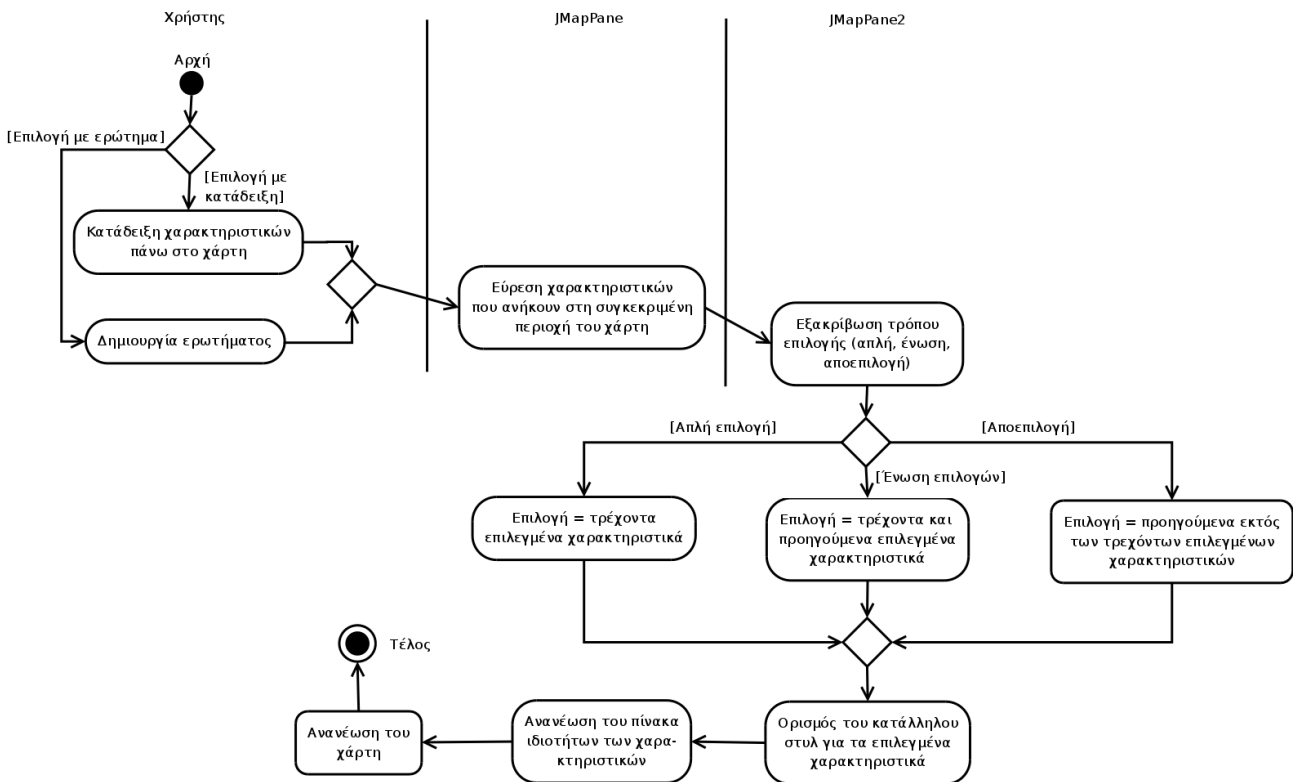 Χρήστης
JMapPane
JMapPane2
Αρχή
[Επιλογή με ερώτημα]
[Επιλογή με
κατάδειξη]
Κατάδειξη χαρακτηριστικών
πάνω στο χάρτη
Δημιουργία ερωτήματος
Εύρεση χαρακτηριστικών
που ανήκουν στη συγκεκριμένη
περιοχή του χάρτη
Εξακρίβωση τρόπου
επιλογής (απλή, ένωση,
αποεπιλογή)
[Απλή επιλογή]
[Αποεπιλογή]
[Ένωση επιλογών]
Επιλογή = τρέχοντα
επιλεγμένα χαρακτηριστικά
Επιλογή = τρέχοντα και
προηγούμενα επιλεγμένα
χαρακτηριστικά
Επιλογή = προηγούμενα εκτός
των τρεχόντων επιλεγμένων
χαρακτηριστικών
Τέλος
Ανανέωση του
χάρτη
Ανανέωση του πίνακα
ιδιοτήτων των χαρα-
κτηριστικών
Ορισμός του κατάλληλου
στυλ για τα επιλεγμένα
χαρακτηριστικά